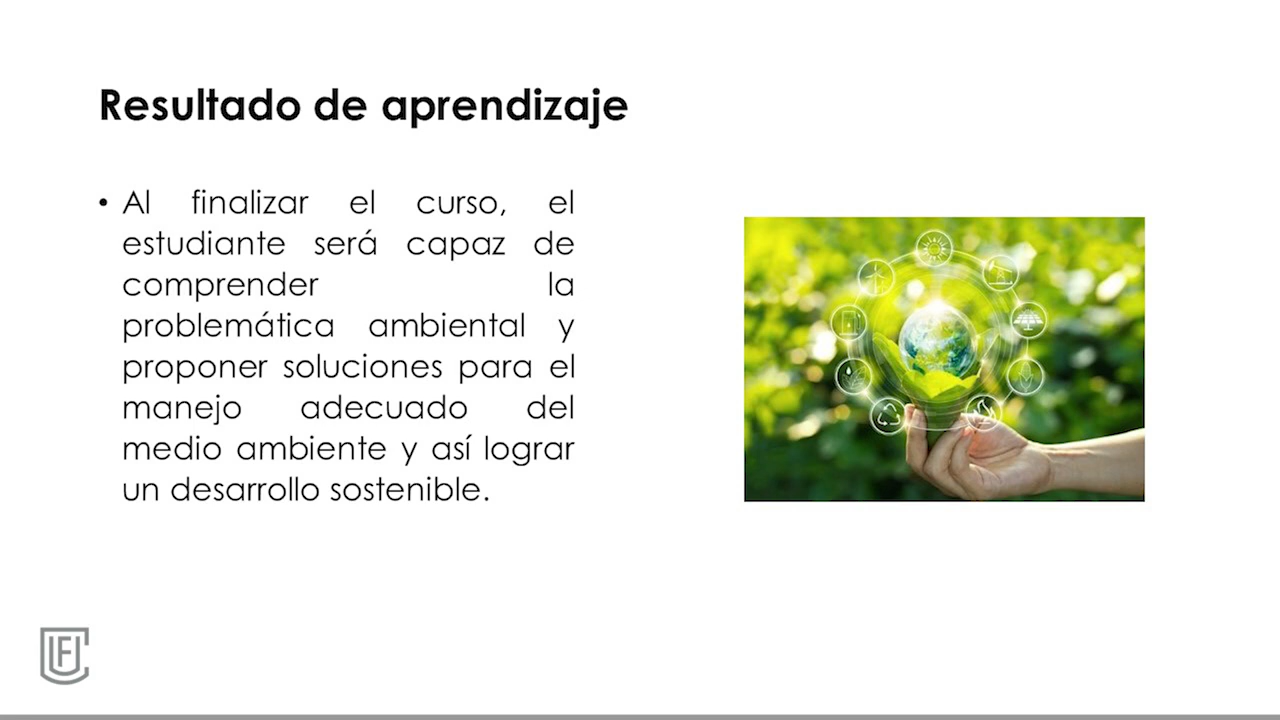 Resultado de aprendizaje
• Al finalizar el curso, el
estudiante será capaz de
comprender la
problemática ambiental y
proponer soluciones para el
manejo adecuado del
medio ambiente y así lograr
un desarrollo sostenible.